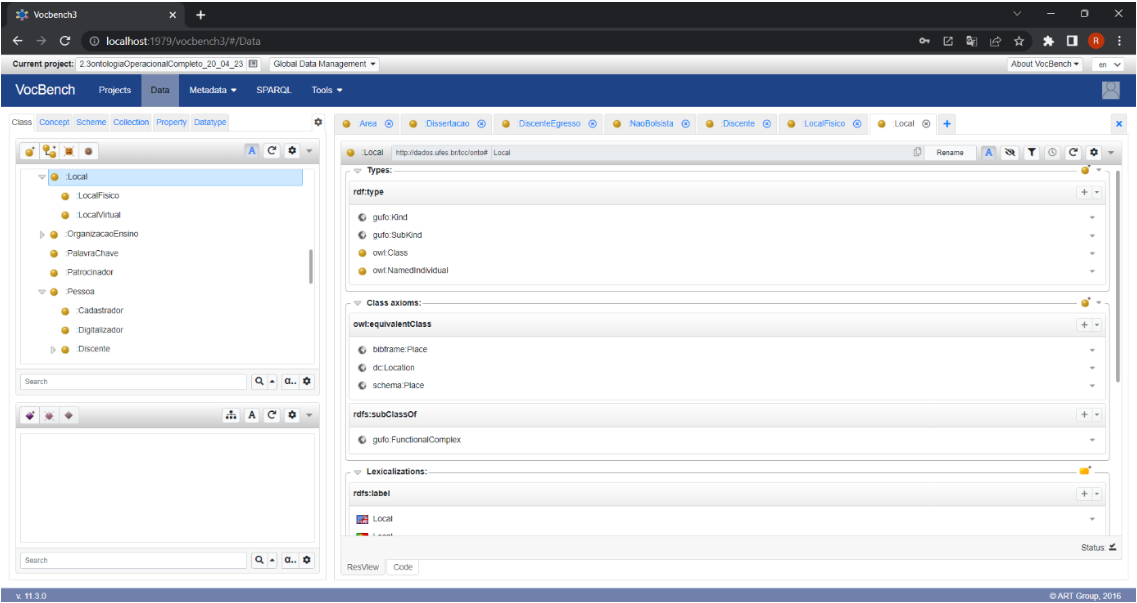 Vocbench3
localhost:1979/vocbench3/#/Data
R
Current project: 2.3ontologiaOperacionalCompleto_20_04_23 Global Data Management About VocBench en
VocBench Projects Data Metadata SPARQL Tools
Class Concept Scheme Collection Property Datatype
:Area :Dissertacao :DiscenteEgresso :NaoBolsista :Discente :LocalFisico :Local
A
:Local http://dados.ufes.br/tcc/onto# Local Rename A
:Local
:LocalFisico
:LocalVirtual
:OrganizacaoEnsino
:PalavraChave
:Patrocinador
:Pessoa
:Cadastrador
:Digitalizador
:Discente
Search α..
A
Search α..
Types:
rdf:type
gufo:Kind
gufo:SubKind
owl:Class
owl:NamedIndividual
Class axioms:
owl:equivalentClass
bibframe:Place
dc:Location
schema:Place
rdfs:subClassOf
gufo:FunctionalComplex
Lexicalizations:
rdfs:label
Local
Status:
ResView Code
v. 11.3.0 © ART Group, 2016